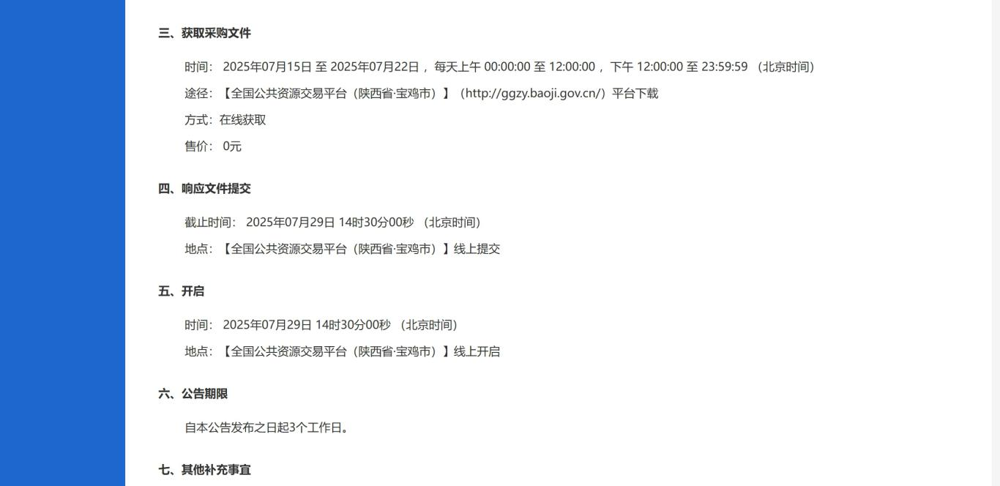 三、获取采购文件
时间： 2025年07月15日 至 2025年07月22日 ，每天上午 00:00:00 至 12:00:00 ，下午 12:00:00 至 23:59:59 （北京时间）
途径：【全国公共资源交易平台（陕西省·宝鸡市）】（http://ggzy.baoji.gov.cn/）平台下载
方式：在线获取
售价： 0元
四、响应文件提交
截止时间： 2025年07月29日 14时30分00秒 （北京时间）
地点：【全国公共资源交易平台（陕西省·宝鸡市）】线上提交
五、开启
时间： 2025年07月29日 14时30分00秒 （北京时间）
地点：【全国公共资源交易平台（陕西省·宝鸡市）】线上开启
六、公告期限
自本公告发布之日起3个工作日。
七、其他补充事宜